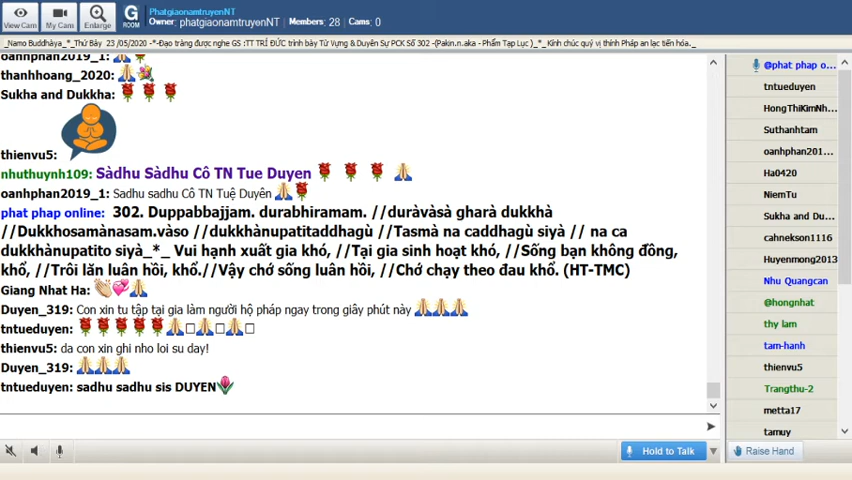 View Cam
My Cams
Enlarge
G
ROOM
PhatgiaonamtruyenNT
Owner: phatgiaonamtruyenNT | Members: 28 | Cams: 0
_Namo Buddhàya_*_Thứ Bảy 23 /05/2020 -*-Đạo tràng được nghe GS :TT TRÍ ĐỨC trình bày Từ Vựng & Duyên Sự PCK Số 302 -(Pakin.n.aka - Phẩm Tạp Lục )_*_ Kính chúc quý vị thính Pháp an lạc tiến hóa._
oanhphan2019_1:
thanhhoang_2020:
Sukha and Dukkha:
thienvu5:
nhuthuynh109: Sàdhu Sàdhu Cô TN Tue Duyen
oanhphan2019_1: Sadhu sadhu Cô TN Tuệ Duyên
phat phap online: 302. Duppabbajjam. durabhiramam. //duràvàsà gharà dukkhà
//Dukkhosamànasam.vàso //dukkhànupatitaddhagù //Tasmà na caddhagù siyà // na ca
dukkhànupatito siyà_*_ Vui hạnh xuất gia khó, //Tại gia sinh hoạt khó, //Sống bạn không đồng,
khổ, //Trôi lăn luân hồi, khổ.//Vậy chớ sống luân hồi, //Chớ chạy theo đau khổ. (HT-TMC)
Giang Nhat Ha:
Duyen_319: Con xin tu tập tại gia làm người hộ pháp ngay trong giây phút này
tntueduyen:
thienvu5: da con xin ghi nho loi su day!
Duyen_319:
tntueduyen: sadhu sadhu sis DUYEN
@phat phap o...
tntueduyen
HongThiKimNh...
Suthanhtam
oanhphan201...
Ha0420
NiemTu
Sukha and Du...
cahnekson1116
Huyenmong2013
Nhu Quangcan
@hongnhat
thy lam
tam-hanh
thienvu5
Trangthu-2
metta17
tamuy
Hold to Talk
Raise Hand